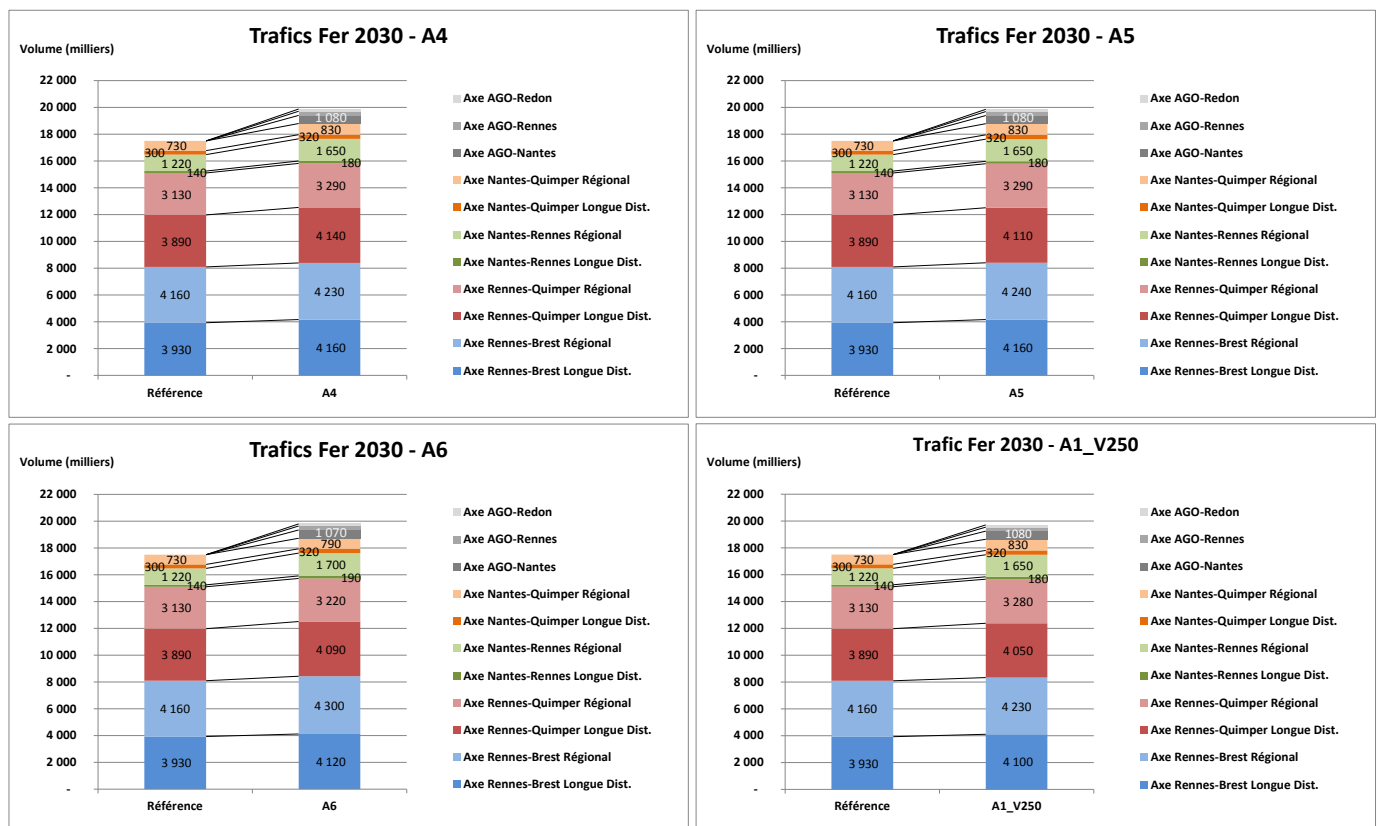 Trafics Fer 2030 - A4
Volume (milliers)
22 000
20 000
18 000
16 000
14 000
12 000
10 000
8 000
6 000
4 000
2 000
-
730
300
1 220
140
3 130
3 890
4 160
3 930
1 080
830
320
1 650
180
3 290
4 140
4 230
4 160
Référence
A4
Axe AGO-Redon
Axe AGO-Rennes
Axe AGO-Nantes
Axe Nantes-Quimper Régional
Axe Nantes-Quimper Longue Dist.
Axe Nantes-Rennes Régional
Axe Nantes-Rennes Longue Dist.
Axe Rennes-Quimper Régional
Axe Rennes-Quimper Longue Dist.
Axe Rennes-Brest Régional
Axe Rennes-Brest Longue Dist.
Trafics Fer 2030 - A5
Volume (milliers)
22 000
20 000
18 000
16 000
14 000
12 000
10 000
8 000
6 000
4 000
2 000
-
730
300
1 220
140
3 130
3 890
4 160
3 930
1 080
830
320
1 650
180
3 290
4 110
4 240
4 160
Référence
A5
Axe AGO-Redon
Axe AGO-Rennes
Axe AGO-Nantes
Axe Nantes-Quimper Régional
Axe Nantes-Quimper Longue Dist.
Axe Nantes-Rennes Régional
Axe Nantes-Rennes Longue Dist.
Axe Rennes-Quimper Régional
Axe Rennes-Quimper Longue Dist.
Axe Rennes-Brest Régional
Axe Rennes-Brest Longue Dist.
Trafics Fer 2030 - A6
Volume (milliers)
22 000
20 000
18 000
16 000
14 000
12 000
10 000
8 000
6 000
4 000
2 000
-
730
300
1 220
140
3 130
3 890
4 160
3 930
1 070
790
320
1 700
190
3 220
4 090
4 300
4 120
Référence
A6
Axe AGO-Redon
Axe AGO-Rennes
Axe AGO-Nantes
Axe Nantes-Quimper Régional
Axe Nantes-Quimper Longue Dist.
Axe Nantes-Rennes Régional
Axe Nantes-Rennes Longue Dist.
Axe Rennes-Quimper Régional
Axe Rennes-Quimper Longue Dist.
Axe Rennes-Brest Régional
Axe Rennes-Brest Longue Dist.
Trafic Fer 2030 - A1_V250
Volume (milliers)
22 000
20 000
18 000
16 000
14 000
12 000
10 000
8 000
6 000
4 000
2 000
-
730
300
1 220
140
3 130
3 890
4 160
3 930
1080
830
320
1 650
180
3 280
4 050
4 230
4 100
Référence
A1_V250
Axe AGO-Redon
Axe AGO-Rennes
Axe AGO-Nantes
Axe Nantes-Quimper Régional
Axe Nantes-Quimper Longue Dist.
Axe Nantes-Rennes Régional
Axe Nantes-Rennes Longue Dist.
Axe Rennes-Quimper Régional
Axe Rennes-Quimper Longue Dist.
Axe Rennes-Brest Régional
Axe Rennes-Brest Longue Dist.